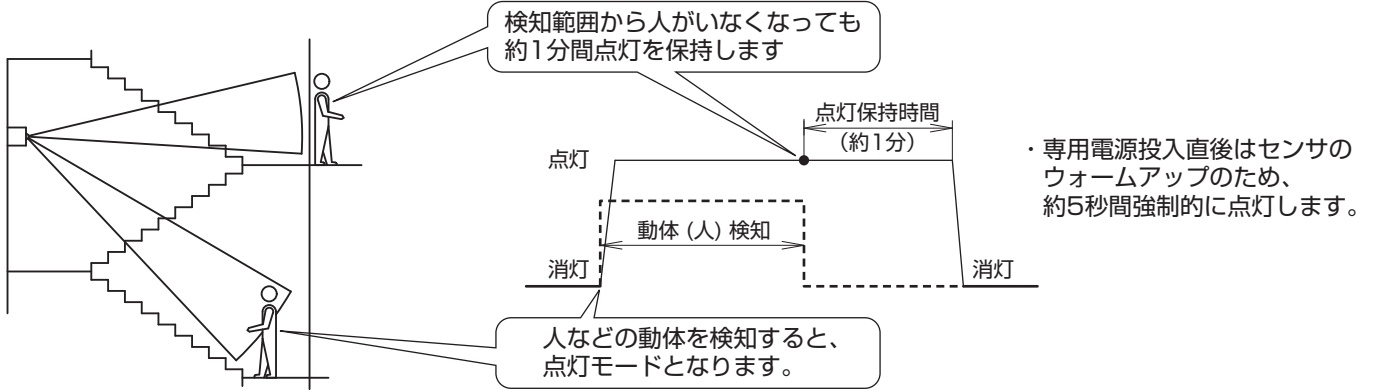 検知範囲から人がいなくなっても
約1分間点灯を保持します
点灯保持時間
（約1分）
点灯
動体 (人) 検知
消灯
消灯
人などの動体を検知すると、
点灯モードとなります。
・専用電源投入直後はセンサの
ウォームアップのため、
約5秒間強制的に点灯します。